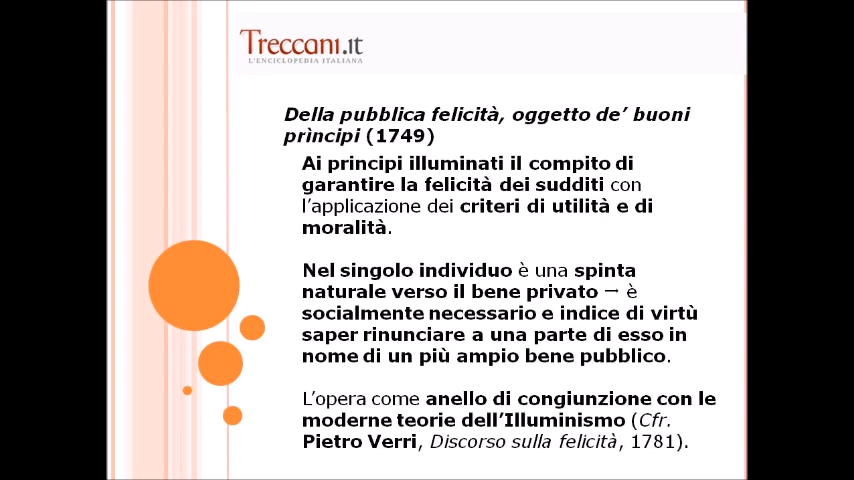 Treccani.it
L'ENCICLOPEDIA ITALIANA
Della pubblica felicità, oggetto de' buoni
prìncipi (1749)
Ai principi illuminati il compito di
garantire la felicità dei sudditi con
l'applicazione dei criteri di utilità e di
moralità.
Nel singolo individuo è una spinta
naturale verso il bene privato → è
socialmente necessario e indice di virtù
saper rinunciare a una parte di esso in
nome di un più ampio bene pubblico.
L'opera come anello di congiunzione con le
moderne teorie dell'Illuminismo (Cfr.
Pietro Verri, Discorso sulla felicità, 1781).